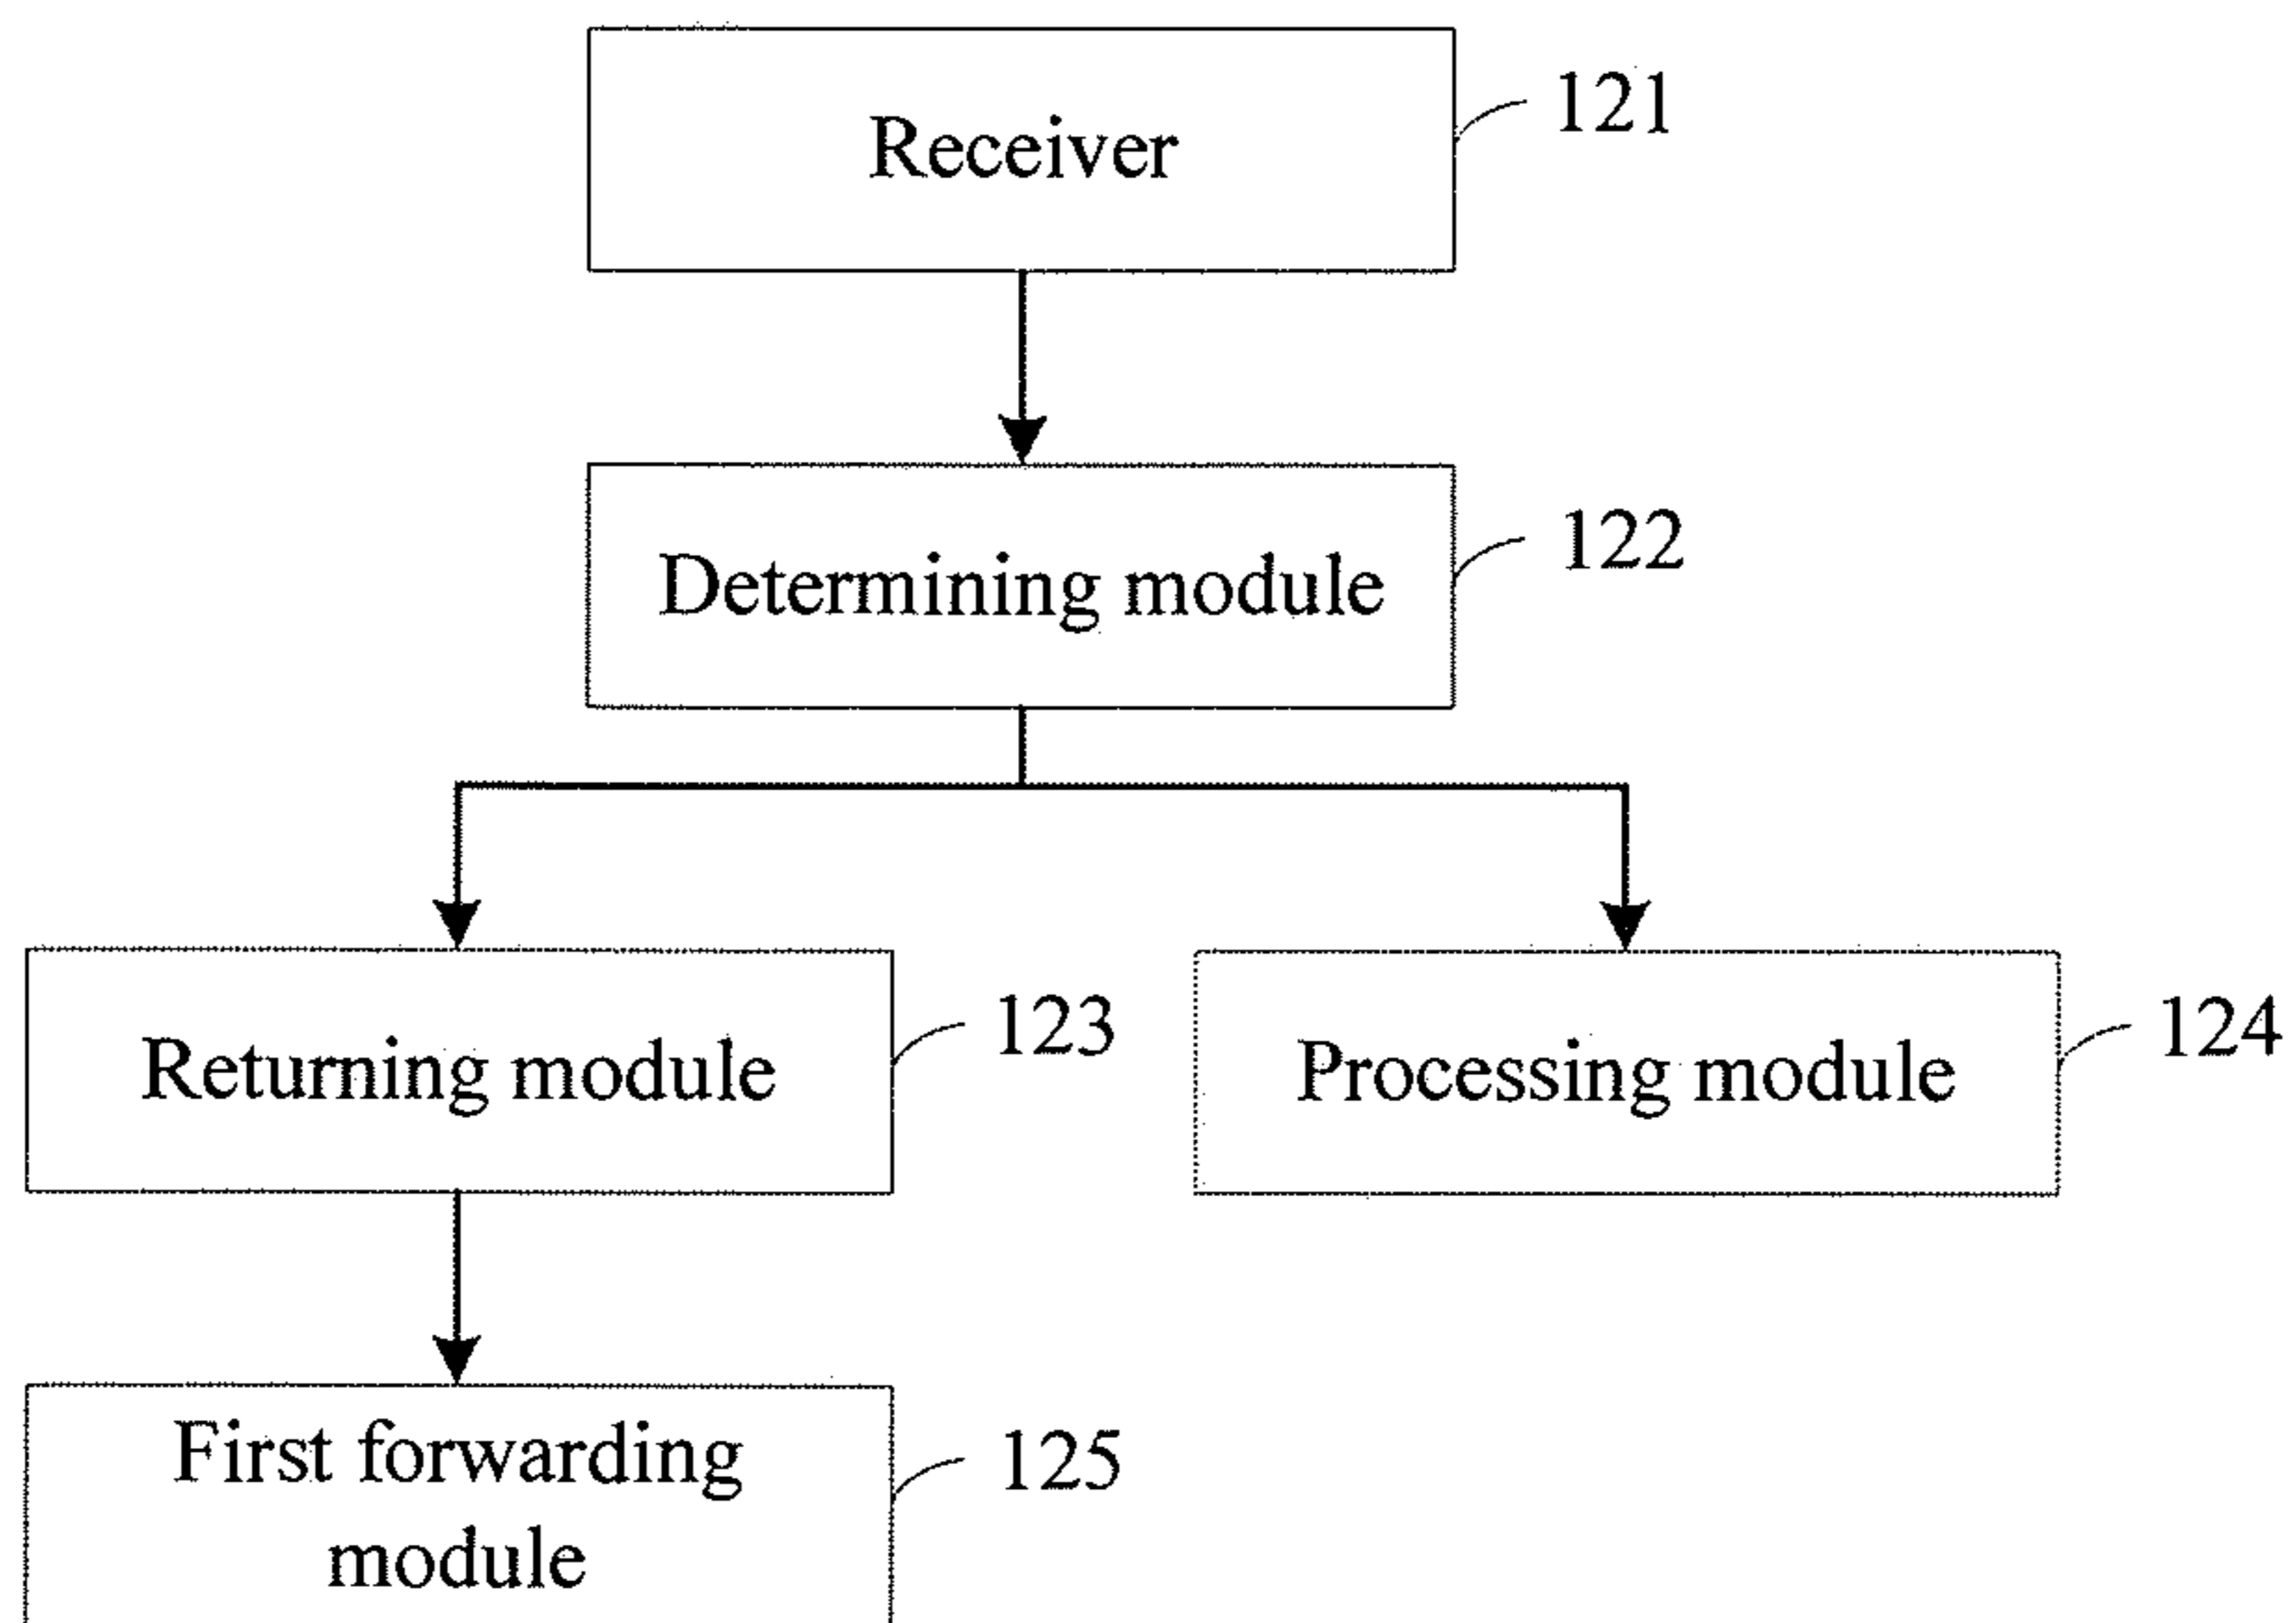 Receiver
121
Determining module
122
Returning module
123
Processing module
124
First forwarding
module
125